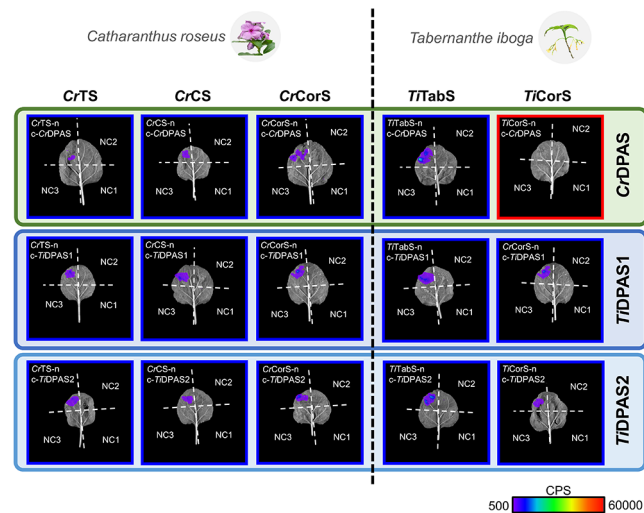 Catharanthus roseus
Tabernanthe iboga
CrTS
CrCS
CrCorS
TiTabS
TiCorS
CrTS-n
c-CrDPAS
NC2
NC3
NC1
CrCS-n
c-CrDPAS
NC2
NC3
NC1
CrCorS-n
c-CrDPAS
NC2
NC3
NC1
TiTabS-n
c-CrDPAS
NC2
NC3
NC1
TiCorS-n
c-CrDPAS
NC2
NC3
NC1
CrDPAS
CrTS-n
c-TiDPAS1
NC2
NC3
NC1
CrCS-n
c-TiDPAS1
NC2
NC3
NC1
CrCorS-n
c-TiDPAS1
NC2
NC3
NC1
TiTabS-n
c-TiDPAS1
NC2
NC3
NC1
CrCorS-n
c-TiDPAS1
NC2
NC3
NC1
TiDPAS1
CrTS-n
c-TiDPAS2
NC2
NC3
NC1
CrCS-n
c-TiDPAS2
NC2
NC3
NC1
CrCorS-n
c-TiDPAS2
NC2
NC3
NC1
TiTabS-n
c-TiDPAS2
NC2
NC3
NC1
TiCorS-n
c-TiDPAS2
NC2
NC3
NC1
TiDPAS2
CPS
500
60000